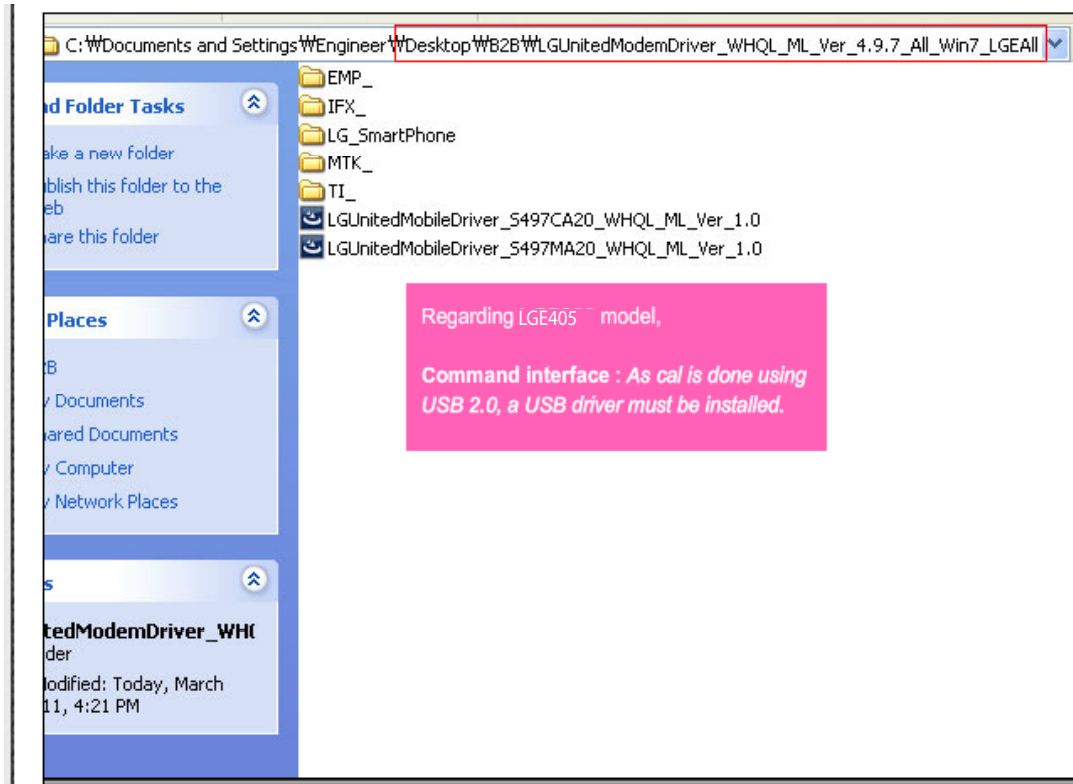 C:₩Documents and Settings₩Engineer₩Desktop₩B2B₩LGUnitedModemDriver_WHQL_ML_Ver_4.9.7_All_Win7_LGEAll
nd Folder Tasks
ake a new folder
ublish this folder to the
eb
are this folder
Places
2B
y Documents
ared Documents
y Computer
y Network Places
s
tedModemDriver_WH(
der
odified: Today, March
11, 4:21 PM
EMP_
IFX_
LG_SmartPhone
MTK_
TI_
LGUnitedMobileDriver_S497CA20_WHQL_ML_Ver_1.0
LGUnitedMobileDriver_S497MA20_WHQL_ML_Ver_1.0
Regarding LGE405 model,
Command interface : As cal is done using
USB 2.0, a USB driver must be installed.